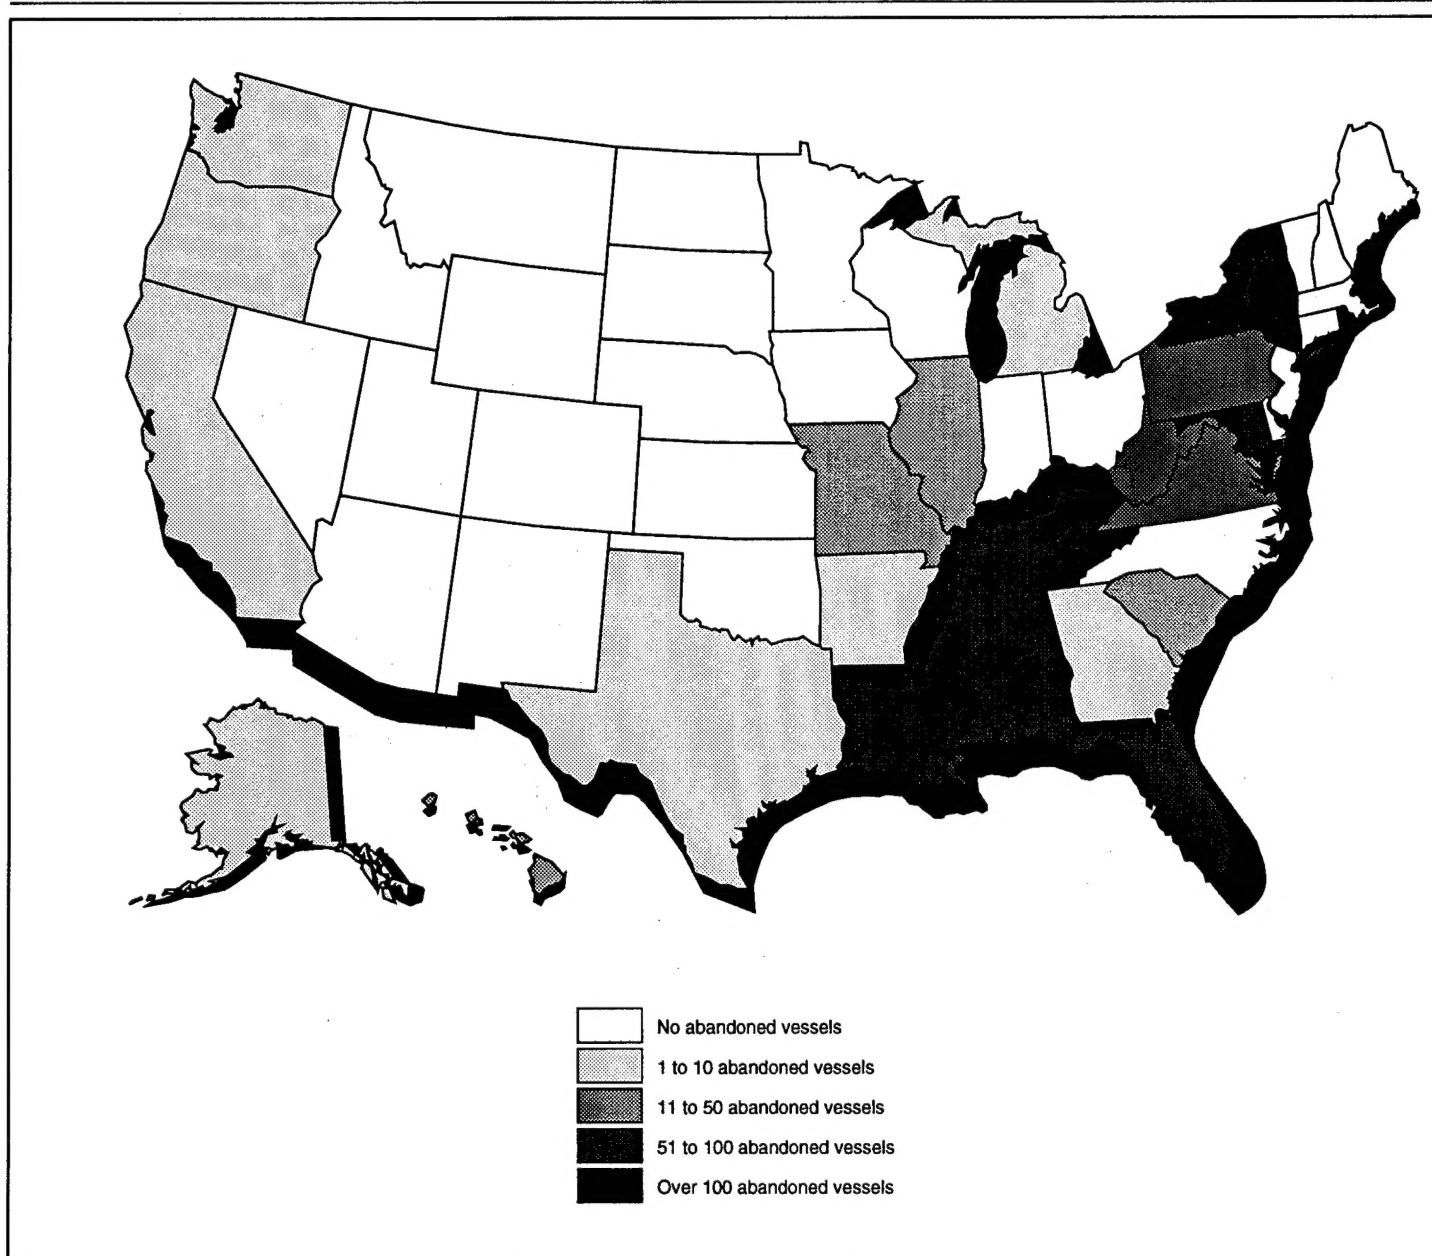 No abandoned vessels
1 to 10 abandoned vessels
11 to 50 abandoned vessels
51 to 100 abandoned vessels
Over 100 abandoned vessels